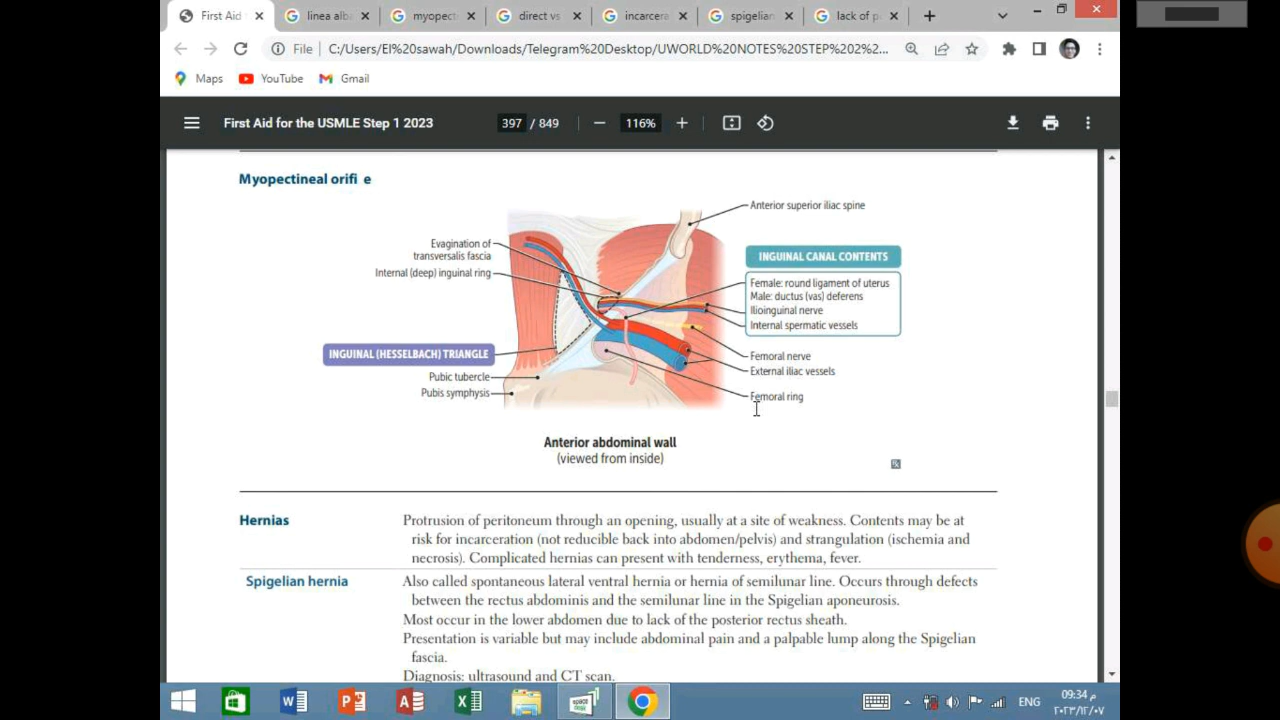 First Aid
linea alb
myopect
direct vs
incarcera
spigelian
lack of p
File
C:/Users/El%20sawah/Downloads/Telegram%20Desktop/UWORLD%20NOTES%20STEP%202%2...
Maps
YouTube
Gmail
First Aid for the USMLE Step 1 2023
397 / 849
116%
Myopectineal orifi e
Anterior superior iliac spine
Evagination of
transversalis fascia
Internal (deep) inguinal ring
INGUINAL CANAL CONTENTS
Female: round ligament of uterus
Male: ductus (vas) deferens
Ilioinguinal nerve
Internal spermatic vessels
INGUINAL (HESSELBACH) TRIANGLE
Femoral nerve
External iliac vessels
Pubic tubercle
Pubis symphysis
Femoral ring
Anterior abdominal wall
(viewed from inside)
Hernias
Protrusion of peritoneum through an opening, usually at a site of weakness. Contents may be at
risk for incarceration (not reducible back into abdomen/pelvis) and strangulation (ischemia and
necrosis). Complicated hernias can present with tenderness, erythema, fever.
Spigelian hernia
Also called spontaneous lateral ventral hernia or hernia of semilunar line. Occurs through defects
between the rectus abdominis and the semilunar line in the Spigelian aponeurosis.
Most occur in the lower abdomen due to lack of the posterior rectus sheath.
Presentation is variable but may include abdominal pain and a palpable lump along the Spigelian
fascia.
Diagnosis: ultrasound and CT scan.
ENG
09:34 م
٢٠٢٣/١٢/٠٧